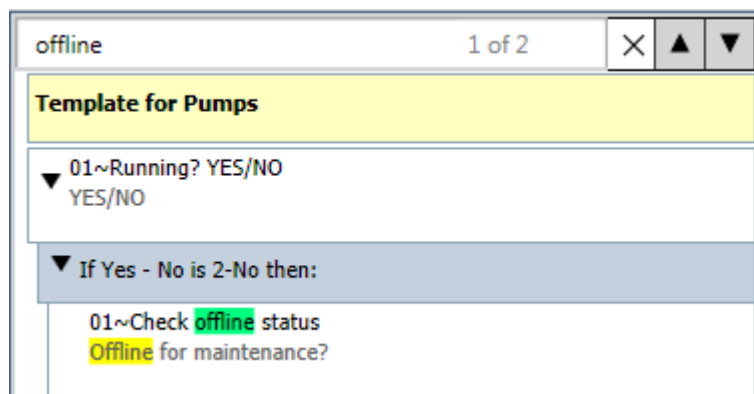 offline 1 of 2
Template for Pumps
01~Running? YES/NO
YES/NO
If Yes - No is 2-No then:
01~Check offline status
Offline for maintenance?